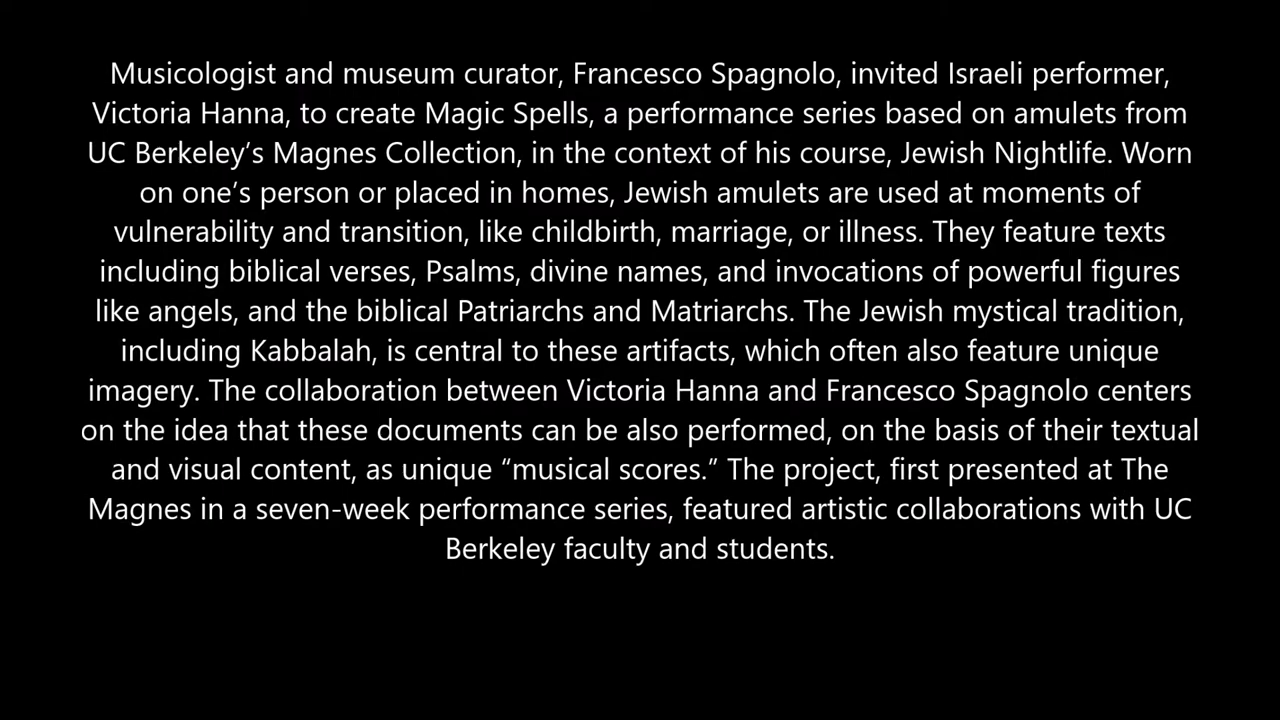 Musicologist and museum curator, Francesco Spagnolo, invited Israeli performer,
Victoria Hanna, to create Magic Spells, a performance series based on amulets from
UC Berkeley’s Magnes Collection, in the context of his course, Jewish Nightlife. Worn
on one’s person or placed in homes, Jewish amulets are used at moments of
vulnerability and transition, like childbirth, marriage, or illness. They feature texts
including biblical verses, Psalms, divine names, and invocations of powerful figures
like angels, and the biblical Patriarchs and Matriarchs. The Jewish mystical tradition,
including Kabbalah, is central to these artifacts, which often also feature unique
imagery. The collaboration between Victoria Hanna and Francesco Spagnolo centers
on the idea that these documents can be also performed, on the basis of their textual
and visual content, as unique “musical scores.” The project, first presented at The
Magnes in a seven-week performance series, featured artistic collaborations with UC
Berkeley faculty and students.